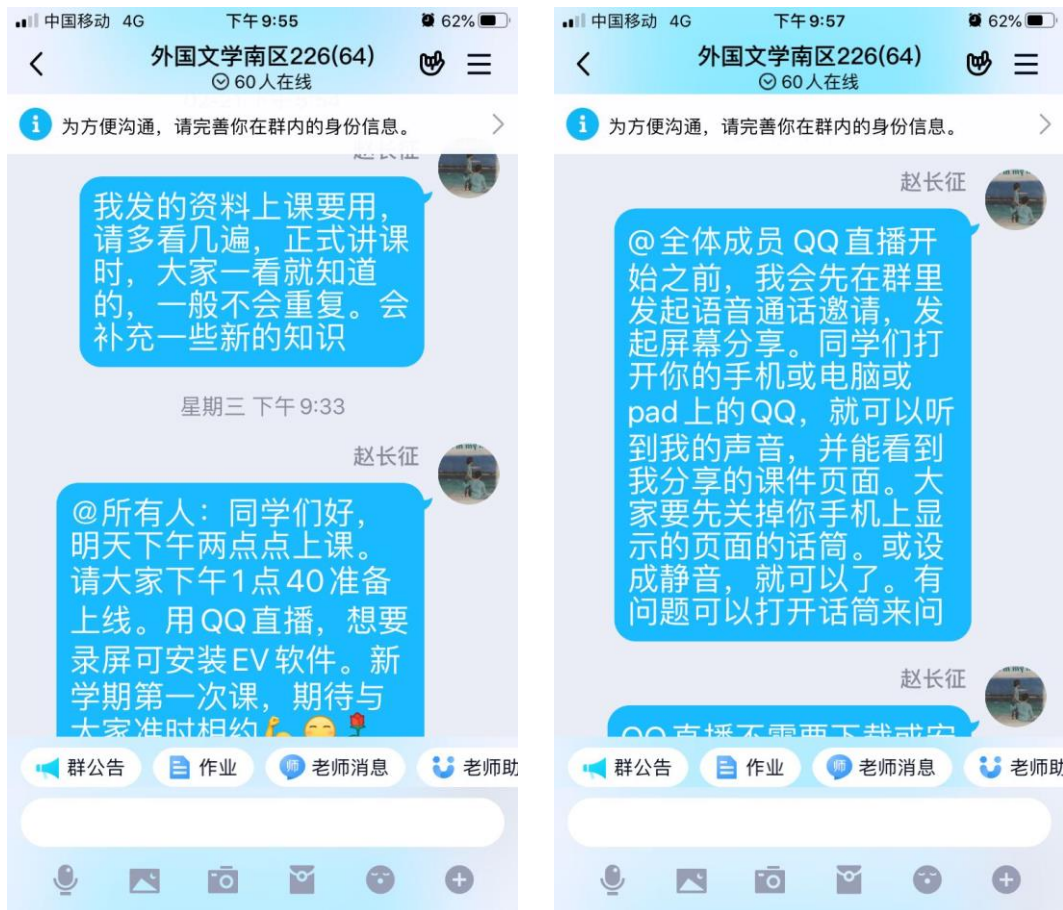 中国移动 4G 下午9:55 62%
外国文学南区226(64)
60人在线
为方便沟通，请完善你在群内的身份信息。
赵长征
我发的资料上课要用，
请多看几遍，正式讲课
时，大家一看就知道
的，一般不会重复。会
补充一些新的知识
星期三 下午9:33
赵长征
@所有人：同学们好，
明天下午两点点上课。
请大家下午1点40准备
上线。用QQ直播，想要
录屏可安装EV软件。新
学期第一次课，期待与
大家准时相约💪😊🌹
群公告 作业 老师消息 老师助
中国移动 4G 下午9:57 62%
外国文学南区226(64)
60人在线
为方便沟通，请完善你在群内的身份信息。
赵长征
@全体成员 QQ直播开
始之前，我会先在群里
发起语音通话邀请，发
起屏幕分享。同学们打
开你的手机或电脑或
pad上的QQ，就可以听
到我的声音，并能看到
我分享的课件页面。大
家要先关掉你手机上显
示的页面的话筒。或设
成静音，就可以了。有
问题可以打开话筒来问
赵长征
QQ直播不需要下载或安
群公告 作业 老师消息 老师助